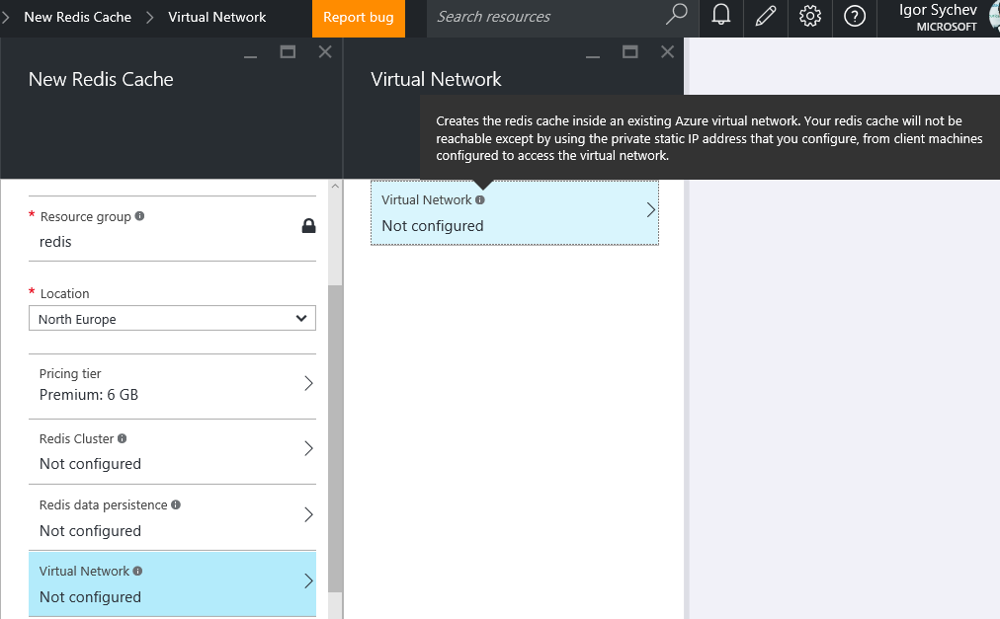 New Redis Cache
Virtual Network
Report bug
Search resources
Igor Sychev
MICROSOFT
New Redis Cache
Virtual Network
Creates the redis cache inside an existing Azure virtual network. Your redis cache will not be
reachable except by using the private static IP address that you configure, from client machines
configured to access the virtual network.
* Resource group
redis
* Location
North Europe
Pricing tier
Premium: 6 GB
Redis Cluster
Not configured
Redis data persistence
Not configured
Virtual Network
Not configured
Virtual Network
Not configured